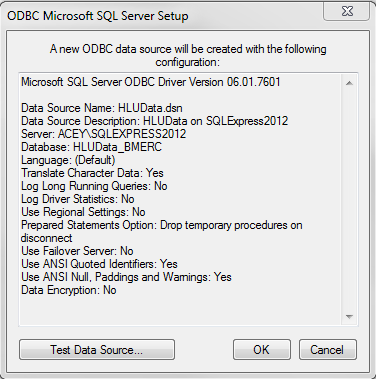 ODBC Microsoft SQL Server Setup
A new ODBC data source will be created with the following
configuration:
Microsoft SQL Server ODBC Driver Version 06.01.7601
Data Source Name: HLUData.dsn
Data Source Description: HLUData on SQLExpress2012
Server: ACEY\SQLEXPRESS2012
Database: HLUData_BMERC
Language: (Default)
Translate Character Data: Yes
Log Long Running Queries: No
Log Driver Statistics: No
Use Regional Settings: No
Prepared Statements Option: Drop temporary procedures on
disconnect
Use Failover Server: No
Use ANSI Quoted Identifiers: Yes
Use ANSI Null, Paddings and Warnings: Yes
Data Encryption: No
Test Data Source...
OK
Cancel